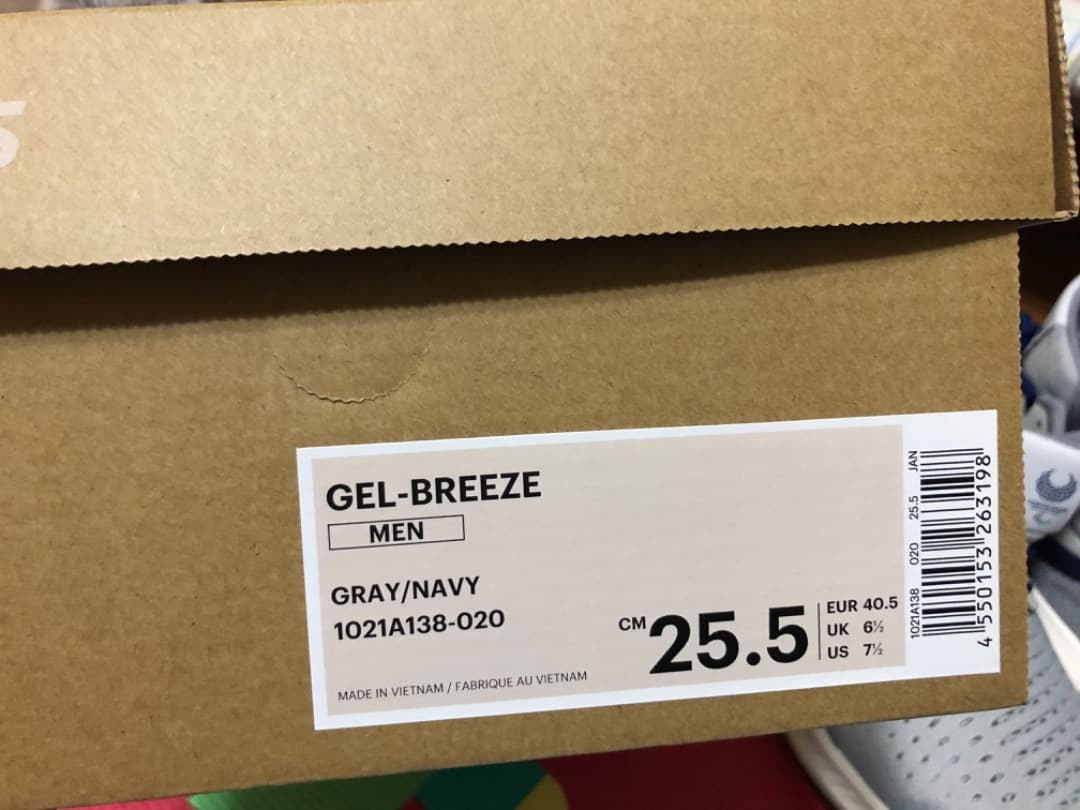 GEL-BREEZE
MEN
GRAY/NAVY
1021A138-020
MADE IN VIETNAM / FABRIQUE AU VIETNAM
CM 25.5
EUR 40.5
UK 6½
US 7½
1021A138 020 25.5 JAN
4 550153 263198